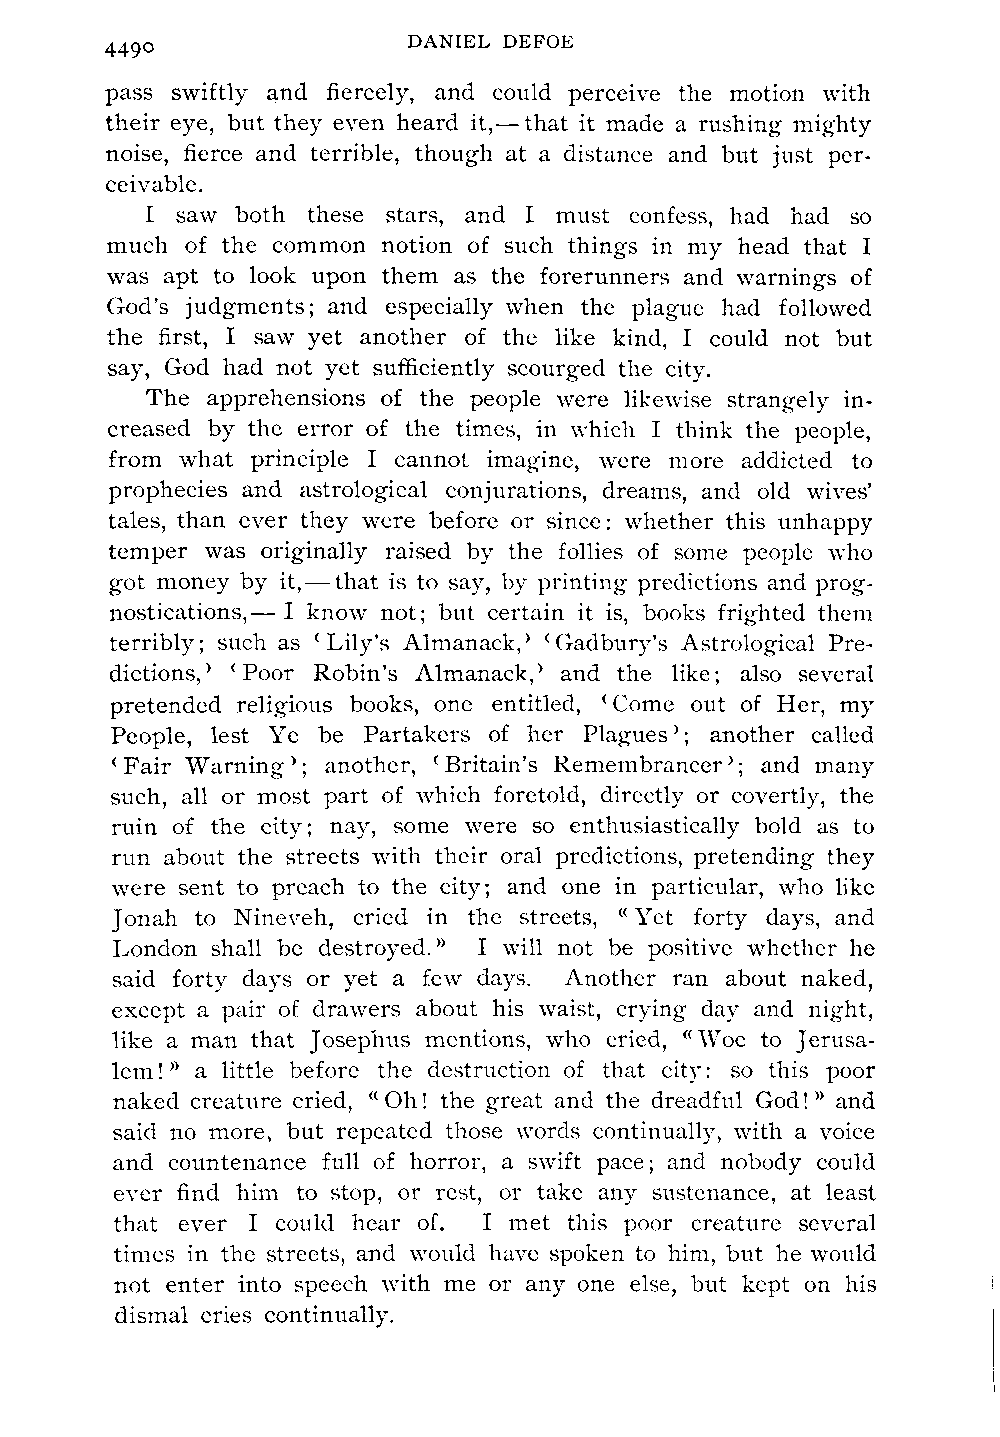 4490
DANIEL DEFOE
pass swiftly and fiercely, and could perceive the motion with
their eye, but they even heard it,— that it made a rushing mighty
noise, fierce and terrible, though at a distance and but just per-
ceivable.
I saw both these stars, and I must confess, had had so
much of the common notion of such things in my head that I
was apt to look upon them as the forerunners and warnings of
God's judgments; and especially when the plague had followed
the first, I saw yet another of the like kind, I could not but
say, God had not yet sufficiently scourged the city.
The apprehensions of the people were likewise strangely in-
creased by the error of the times, in which I think the people,
from what principle I cannot imagine, were more addicted to
prophecies and astrological conjurations, dreams, and old wives'
tales, than ever they were before or since: whether this unhappy
temper was originally raised by the follies of some people who
got money by it,— that is to say, by printing predictions and prog-
nostications,— I know not; but certain it is, books frighted them
terribly; such as ‘Lily's Almanack,’ ‘Gadbury's Astrological Pre-
dictions,’ ‘Poor Robin's Almanack,’ and the like; also several
pretended religious books, one entitled, ‘Come out of Her, my
People, lest Ye be Partakers of her Plagues’; another called
‘Fair Warning’; another, ‘Britain's Remembrancer’; and many
such, all or most part of which foretold, directly or covertly, the
ruin of the city; nay, some were so enthusiastically bold as to
run about the streets with their oral predictions, pretending they
were sent to preach to the city; and one in particular, who like
Jonah to Nineveh, cried in the streets, “Yet forty days, and
London shall be destroyed.” I will not be positive whether he
said forty days or yet a few days. Another ran about naked,
except a pair of drawers about his waist, crying day and night,
like a man that Josephus mentions, who cried, “Woe to Jerusa-
lem!” a little before the destruction of that city: so this poor
naked creature cried, “Oh! the great and the dreadful God!” and
said no more, but repeated those words continually, with a voice
and countenance full of horror, a swift pace; and nobody could
ever find him to stop, or rest, or take any sustenance, at least
that ever I could hear of. I met this poor creature several
times in the streets, and would have spoken to him, but he would
not enter into speech with me or any one else, but kept on his
dismal cries continually.